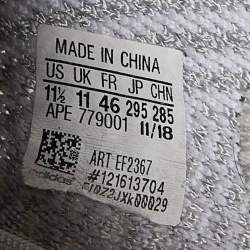 MADE IN CHINA
US UK FR JP CHN
11½ 11 46 295 285
APE 779001 11/18
ART EF2367
#121613704
adidas